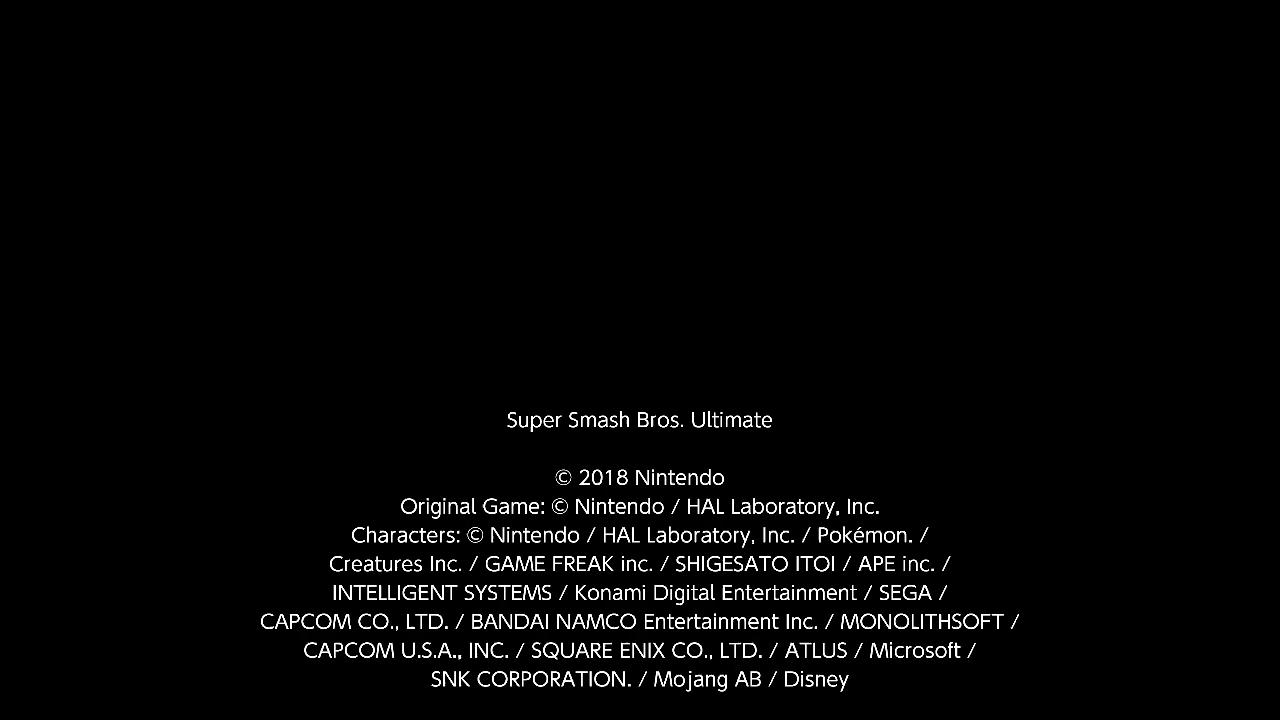 Super Smash Bros. Ultimate
© 2018 Nintendo
Original Game: © Nintendo / HAL Laboratory, Inc.
Characters: © Nintendo / HAL Laboratory, Inc. / Pokémon. /
Creatures Inc. / GAME FREAK inc. / SHIGESATO ITOI / APE inc. /
INTELLIGENT SYSTEMS / Konami Digital Entertainment / SEGA /
CAPCOM CO., LTD. / BANDAI NAMCO Entertainment Inc. / MONOLITHSOFT /
CAPCOM U.S.A., INC. / SQUARE ENIX CO., LTD. / ATLUS / Microsoft /
SNK CORPORATION. / Mojang AB / Disney